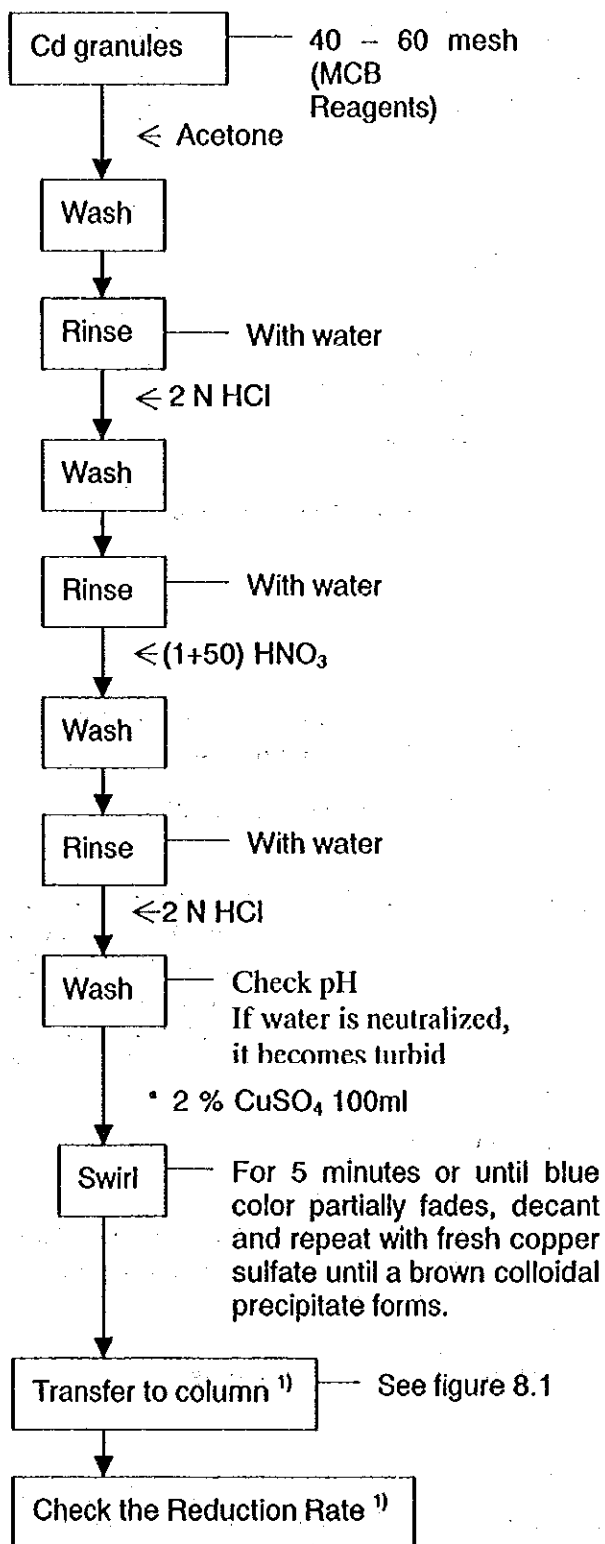 Cd granules
40 – 60 mesh
(MCB
Reagents)
← Acetone
Wash
Rinse
With water
← 2 N HCl
Wash
Rinse
With water
← (1+50) HNO₃
Wash
Rinse
With water
← 2 N HCl
Wash
Check pH
If water is neutralized,
it becomes turbid
2 % CuSO₄ 100ml
Swirl
For 5 minutes or until blue
color partially fades, decant
and repeat with fresh copper
sulfate until a brown colloidal
precipitate forms.
Transfer to column ¹⁾
See figure 8.1
Check the Reduction Rate ¹⁾